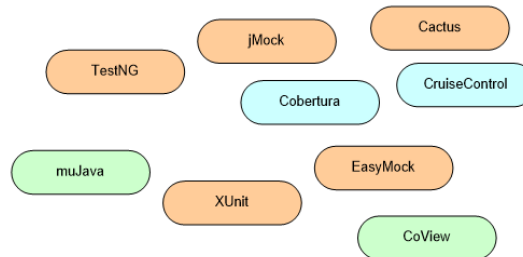 Cactus
jMock
TestNG
CruiseControl
Cobertura
EasyMock
muJava
XUnit
CoView